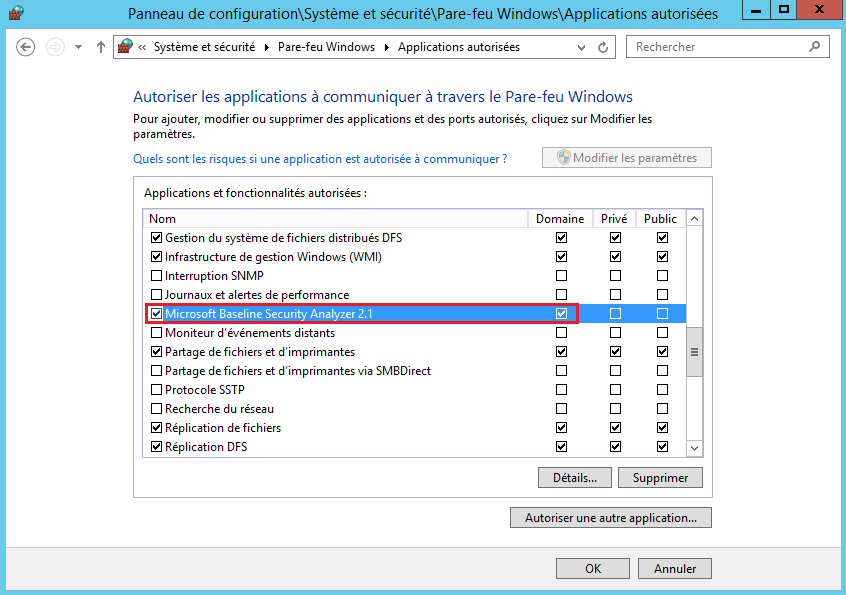 Panneau de configuration\Système et sécurité\Pare-feu Windows\Applications autorisées
« Système et sécurité ▸ Pare-feu Windows ▸ Applications autorisées
Rechercher
Autoriser les applications à communiquer à travers le Pare-feu Windows
Pour ajouter, modifier ou supprimer des applications et des ports autorisés, cliquez sur Modifier les
paramètres.
Quels sont les risques si une application est autorisée à communiquer ?
Modifier les paramètres
Applications et fonctionnalités autorisées :
Nom Domaine Privé Public
Gestion du système de fichiers distribués DFS
Infrastructure de gestion Windows (WMI)
Interruption SNMP
Journaux et alertes de performance
Microsoft Baseline Security Analyzer 2.1
Moniteur d'événements distants
Partage de fichiers et d'imprimantes
Partage de fichiers et d'imprimantes via SMBDirect
Protocole SSTP
Recherche du réseau
Réplication de fichiers
Réplication DFS
Détails... Supprimer
Autoriser une autre application...
OK Annuler